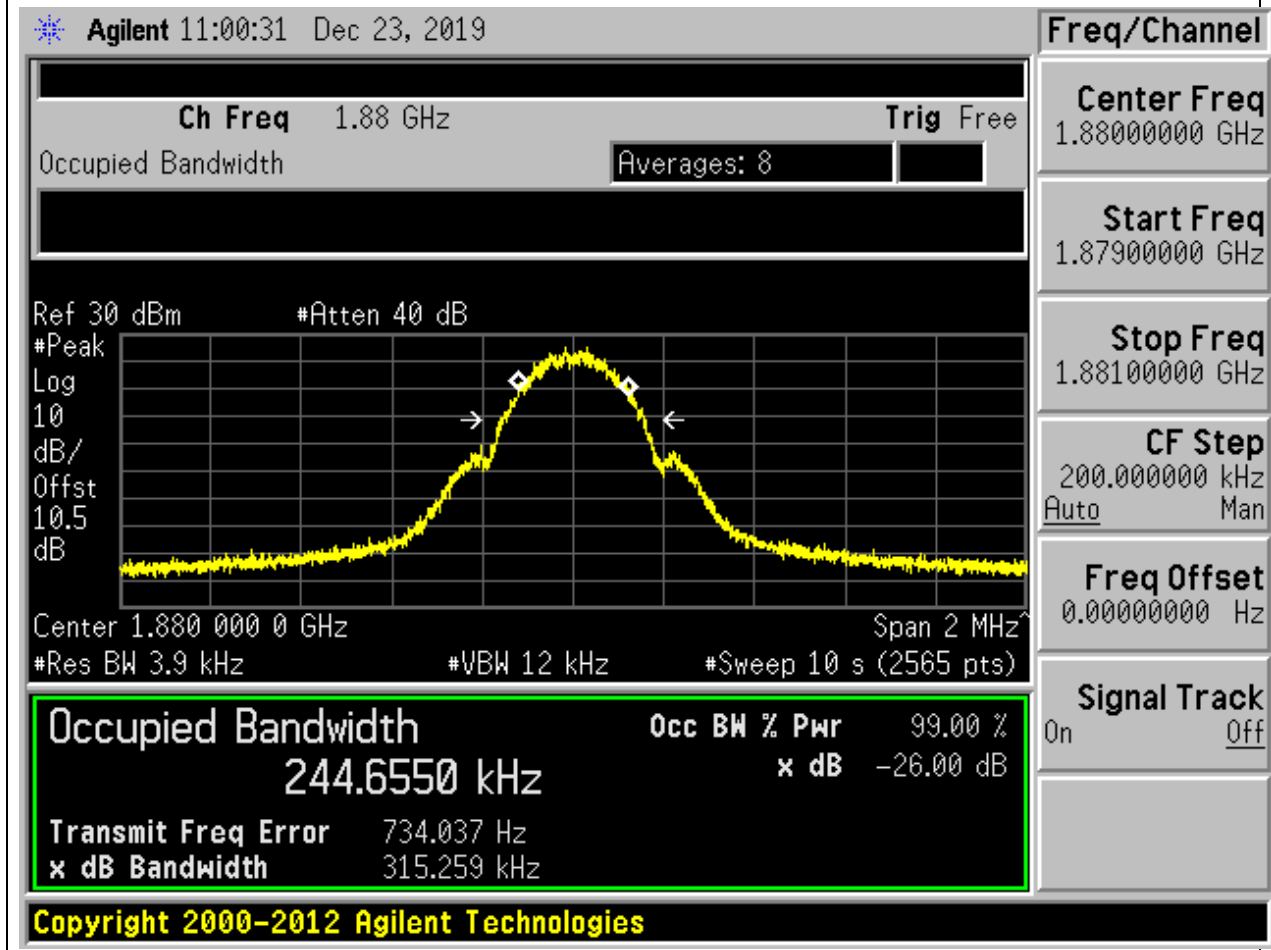 Agilent 11:00:31 Dec 23, 2019
Freq/Channel
Ch Freq 1.88 GHz Trig Free
Occupied Bandwidth Averages: 8
Ref 30 dBm #Atten 40 dB
#Peak
Log
10
dB/
Offst
10.5
dB
Center 1.880 000 0 GHz Span 2 MHz^
#Res BW 3.9 kHz #VBW 12 kHz #Sweep 10 s (2565 pts)
Occupied Bandwidth Occ BW % Pwr 99.00 %
244.6550 kHz x dB -26.00 dB
Transmit Freq Error 734.037 Hz
x dB Bandwidth 315.259 kHz
Center Freq
1.88000000 GHz
Start Freq
1.87900000 GHz
Stop Freq
1.88100000 GHz
CF Step
200.000000 kHz
Auto Man
Freq Offset
0.00000000 Hz
Signal Track
On Off
Copyright 2000-2012 Agilent Technologies